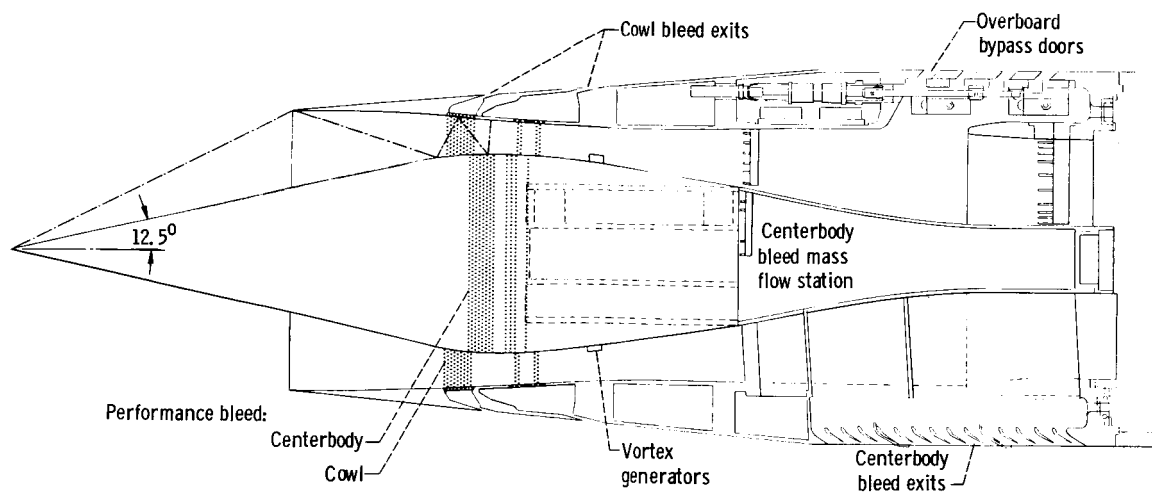 Cowl bleed exits
Overboard
bypass doors
12.5⁰
Centerbody
bleed mass
flow station
Performance bleed:
Centerbody
Cowl
Vortex
generators
Centerbody
bleed exits